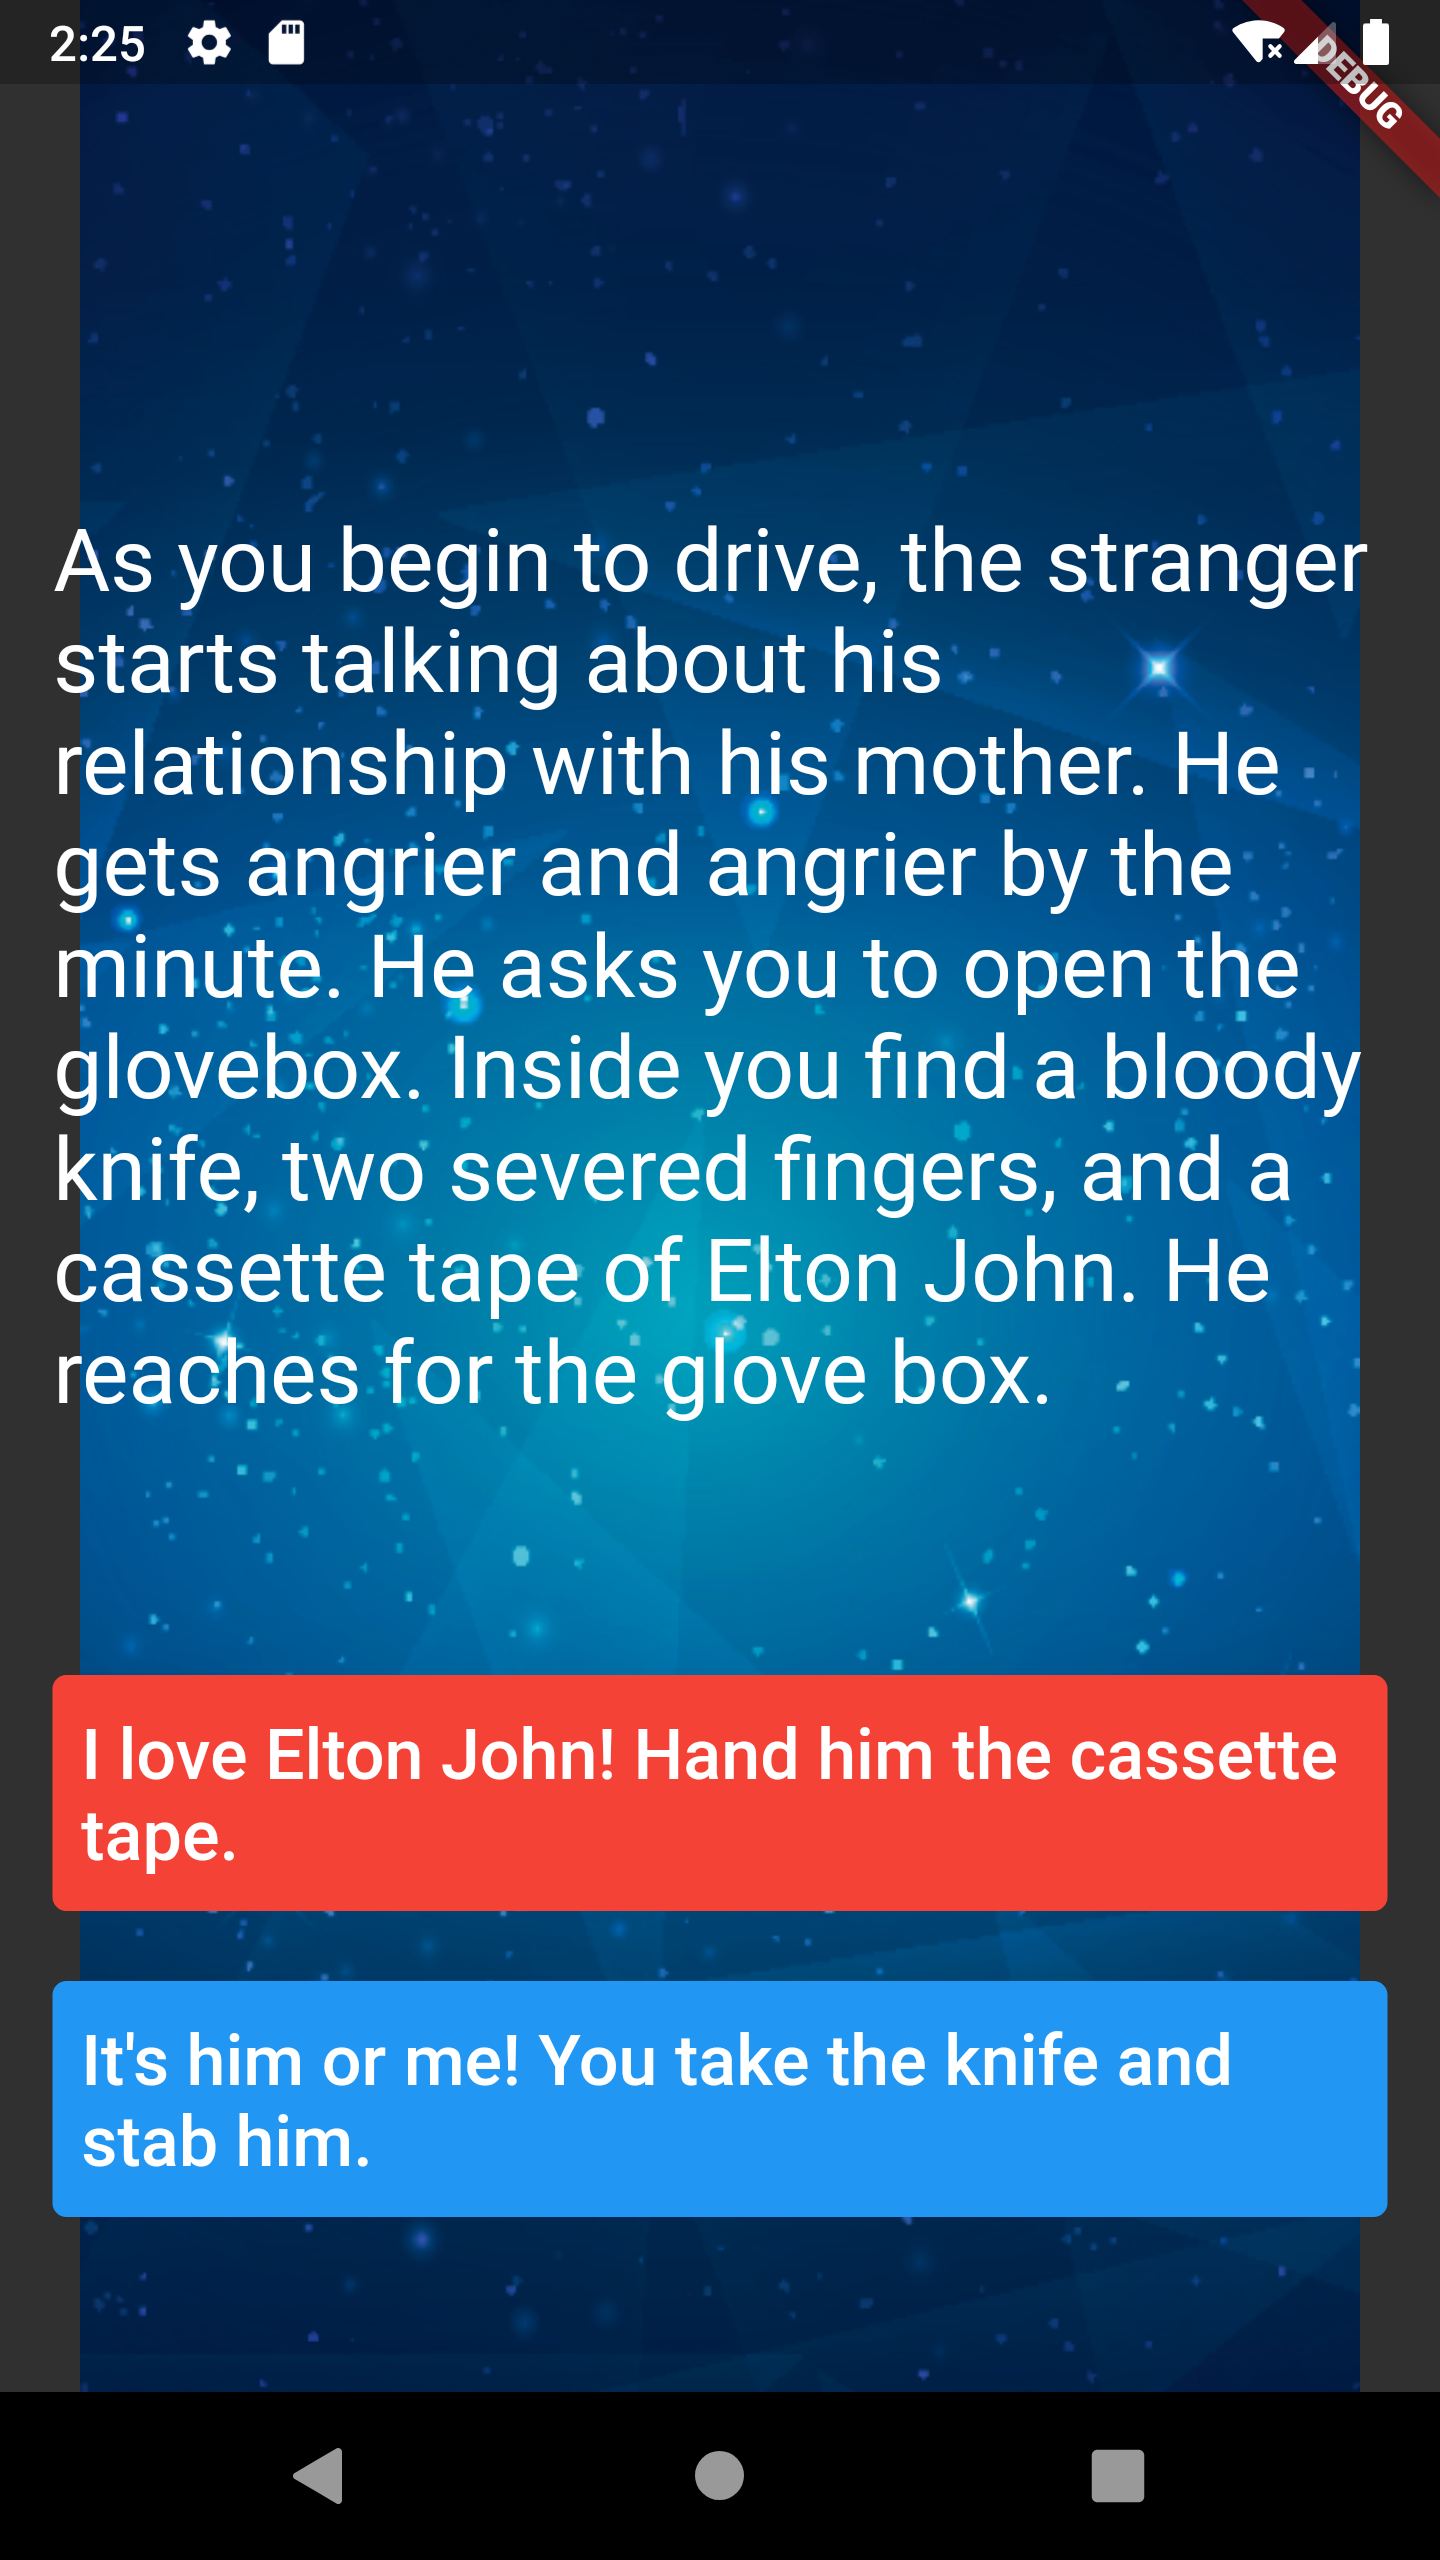 2:25
DEBUG
As you begin to drive, the stranger
starts talking about his
relationship with his mother. He
gets angrier and angrier by the
minute. He asks you to open the
glovebox. Inside you find a bloody
knife, two severed fingers, and a
cassette tape of Elton John. He
reaches for the glove box.
I love Elton John! Hand him the cassette
tape.
It's him or me! You take the knife and
stab him.